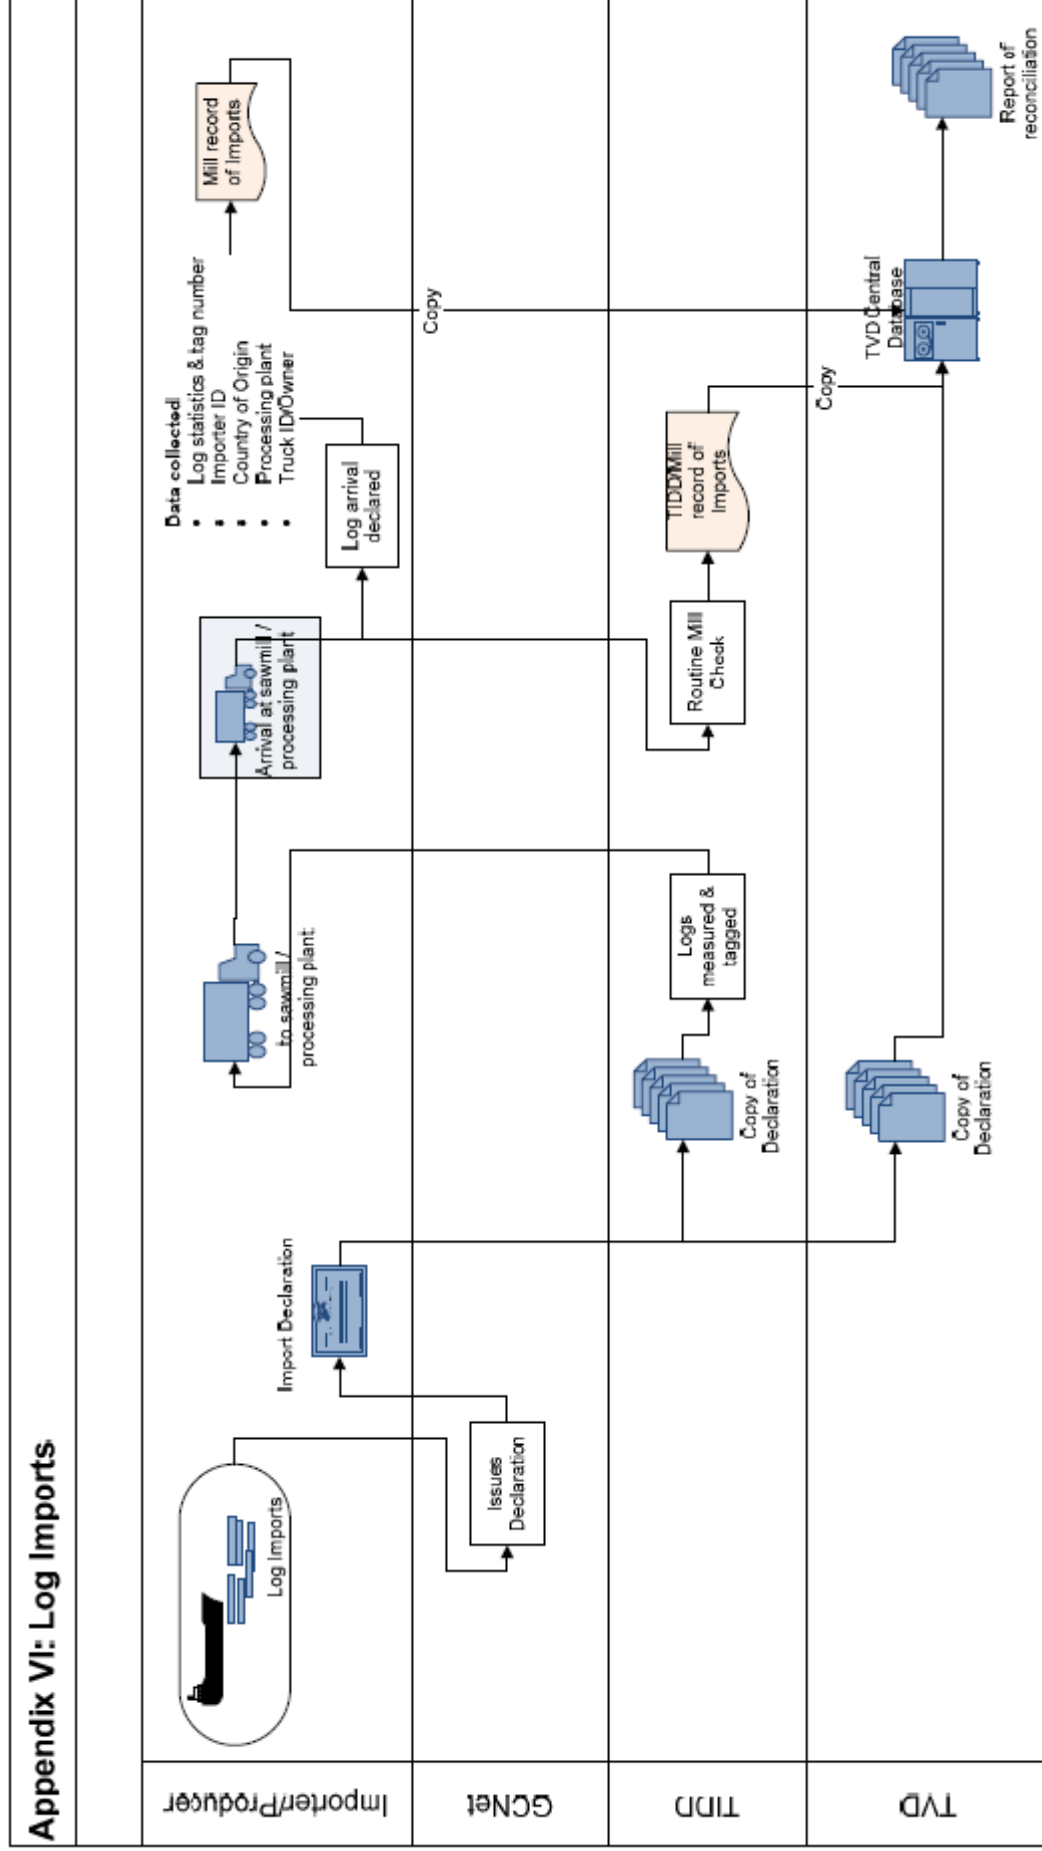 Appendix VI: Log Imports
Importer/Producer
GCNet
TIDD
TVD
Log Imports
Issues
Declaration
Import Declaration
Copy of
Declaration
Copy of
Declaration
Logs
measured &
tagged
to sawmill /
processing plant
Arrival at sawmill /
processing plant
Log arrival
declared
Data collected
• Log statistics & tag number
• Importer ID
• Country of Origin
• Processing plant
• Truck ID/Owner
Routine Mill
Check
TIDD/Mill
record of
Imports
Mill record
of Imports
Copy
Copy
TVD Central
Database
Report of
reconciliation